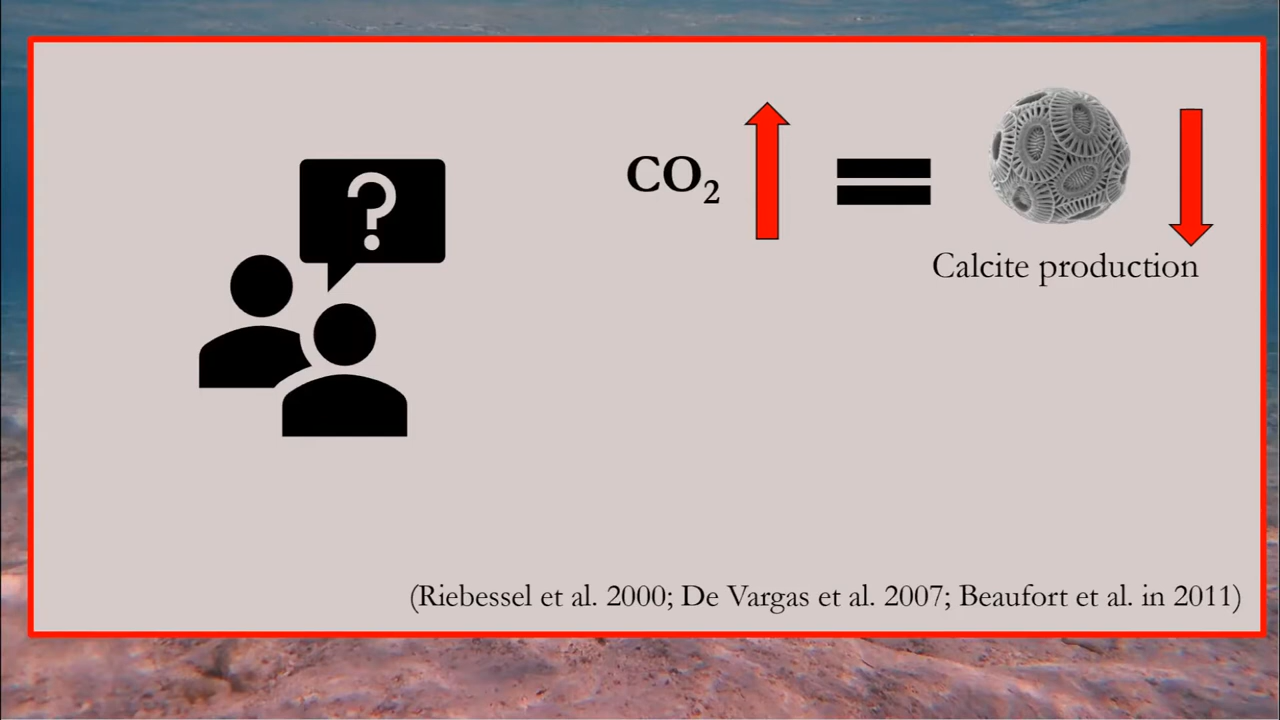 ?
CO₂
=
Calcite production
(Riebessel et al. 2000; De Vargas et al. 2007; Beaufort et al. in 2011)